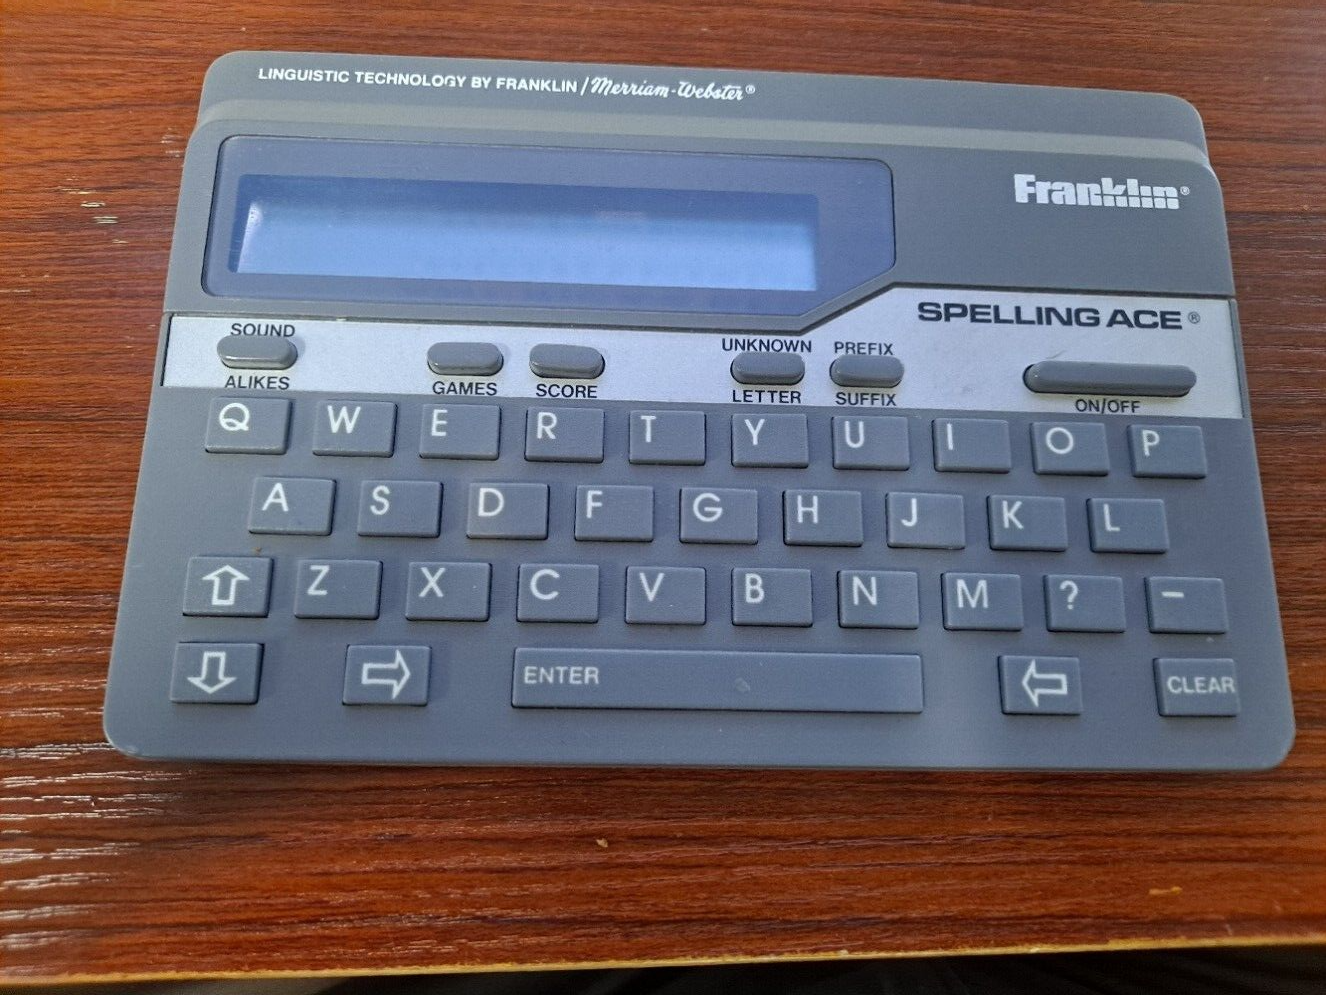 LINGUISTIC TECHNOLOGY BY FRANKLIN / Merriam-Webster®
Franklin®
SPELLING ACE®
SOUND ALIKES
GAMES
SCORE
UNKNOWN LETTER
PREFIX SUFFIX
ON/OFF
Q W E R T Y U I O P
A S D F G H J K L
⇧ Z X C V B N M ? –
⇩ ⇨ ENTER ⇦ CLEAR